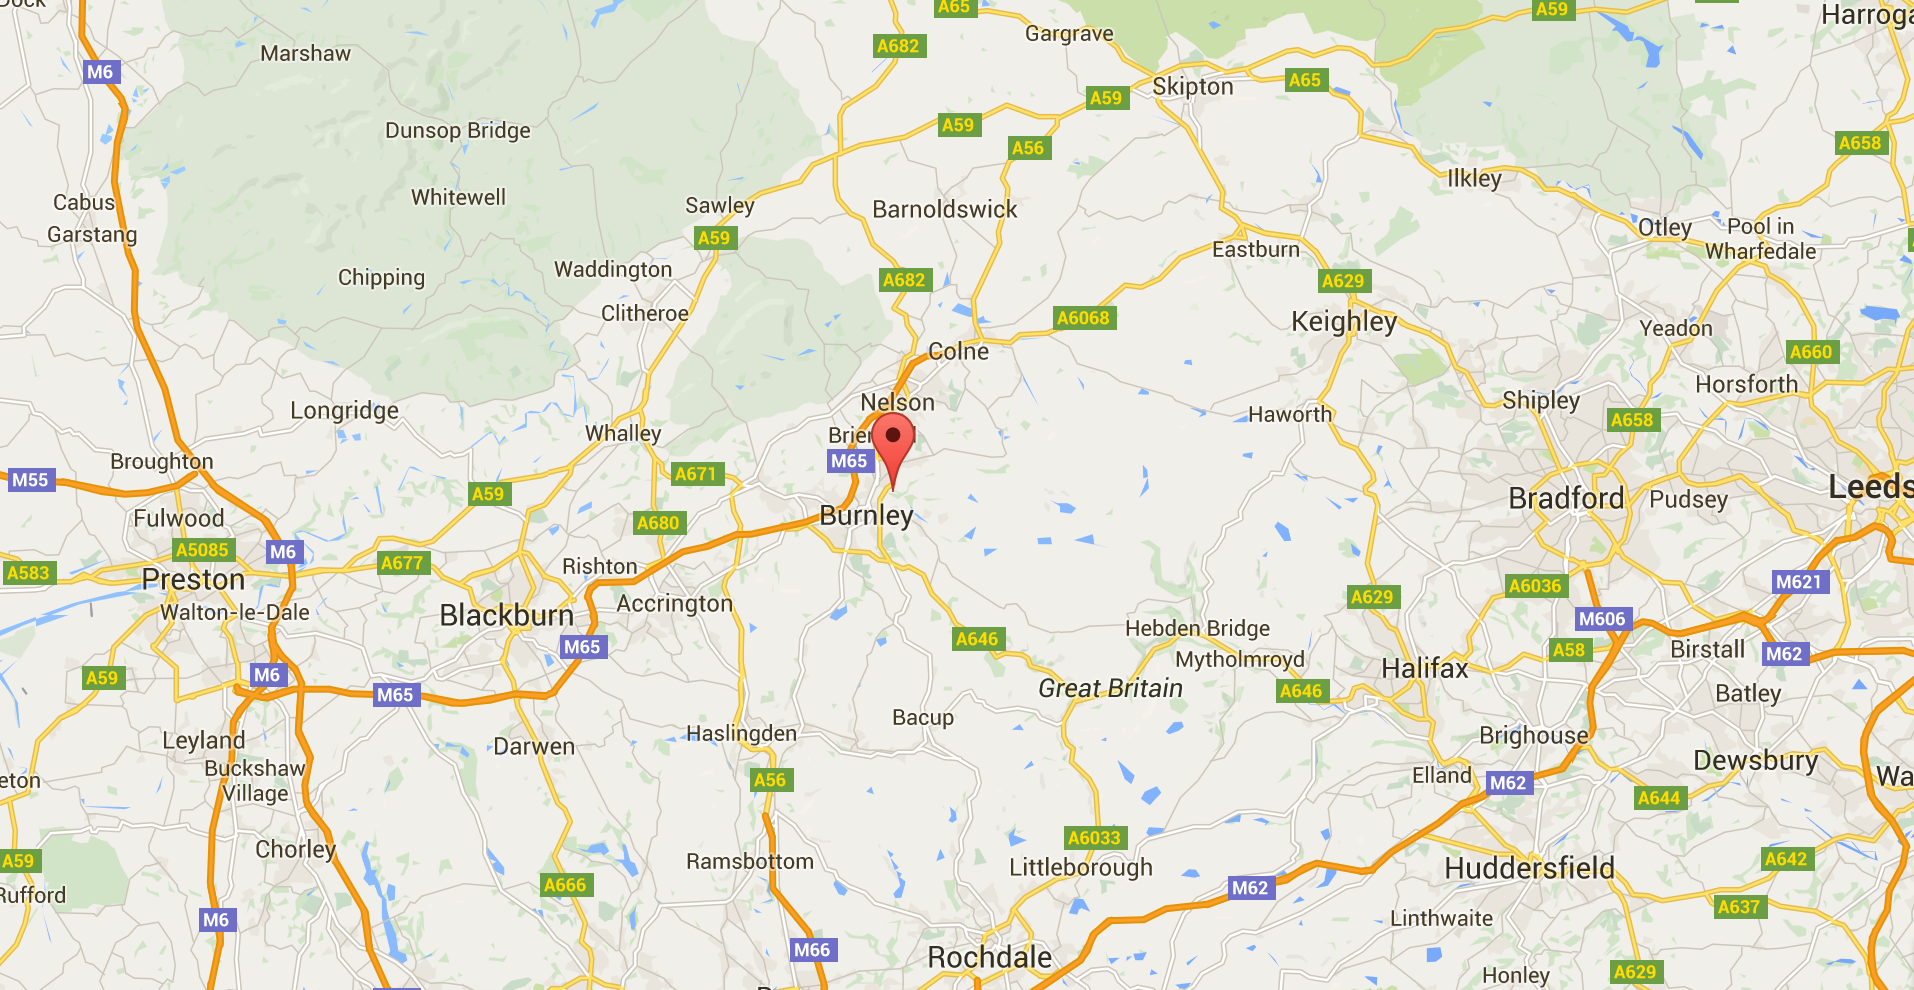 Dock
A65
A59
Harroga
Gargrave
Marshaw
A682
M6
Skipton
A65
A59
Dunsop Bridge
A59
A56
A658
Ilkley
Whitewell
Cabus
Sawley
Barnoldswick
Garstang
A59
Otley
Pool in
Wharfedale
Eastburn
Waddington
Chipping
A682
A629
Clitheroe
A6068
Keighley
Yeadon
Colne
A660
Horsforth
Nelson
Shipley
Longridge
Haworth
A658
Whalley
Brier
Broughton
M65
A671
M55
A59
Leeds
Bradford
Pudsey
Fulwood
Burnley
A680
A5085
M6
A677
Rishton
A583
Preston
M621
A6036
Accrington
A629
Walton-le-Dale
Blackburn
M606
Hebden Bridge
A646
M65
A58
Birstall
M62
Mytholmroyd
Halifax
M6
A59
Great Britain
A646
M65
Batley
Bacup
Haslingden
Brighouse
Leyland
Darwen
Dewsbury
Buckshaw
Village
Elland
Wa
eton
A56
M62
A644
A6033
Chorley
A59
Ramsbottom
Littleborough
Huddersfield
A642
A666
M62
Rufford
A637
M6
Linthwaite
M66
Rochdale
A629
Honley